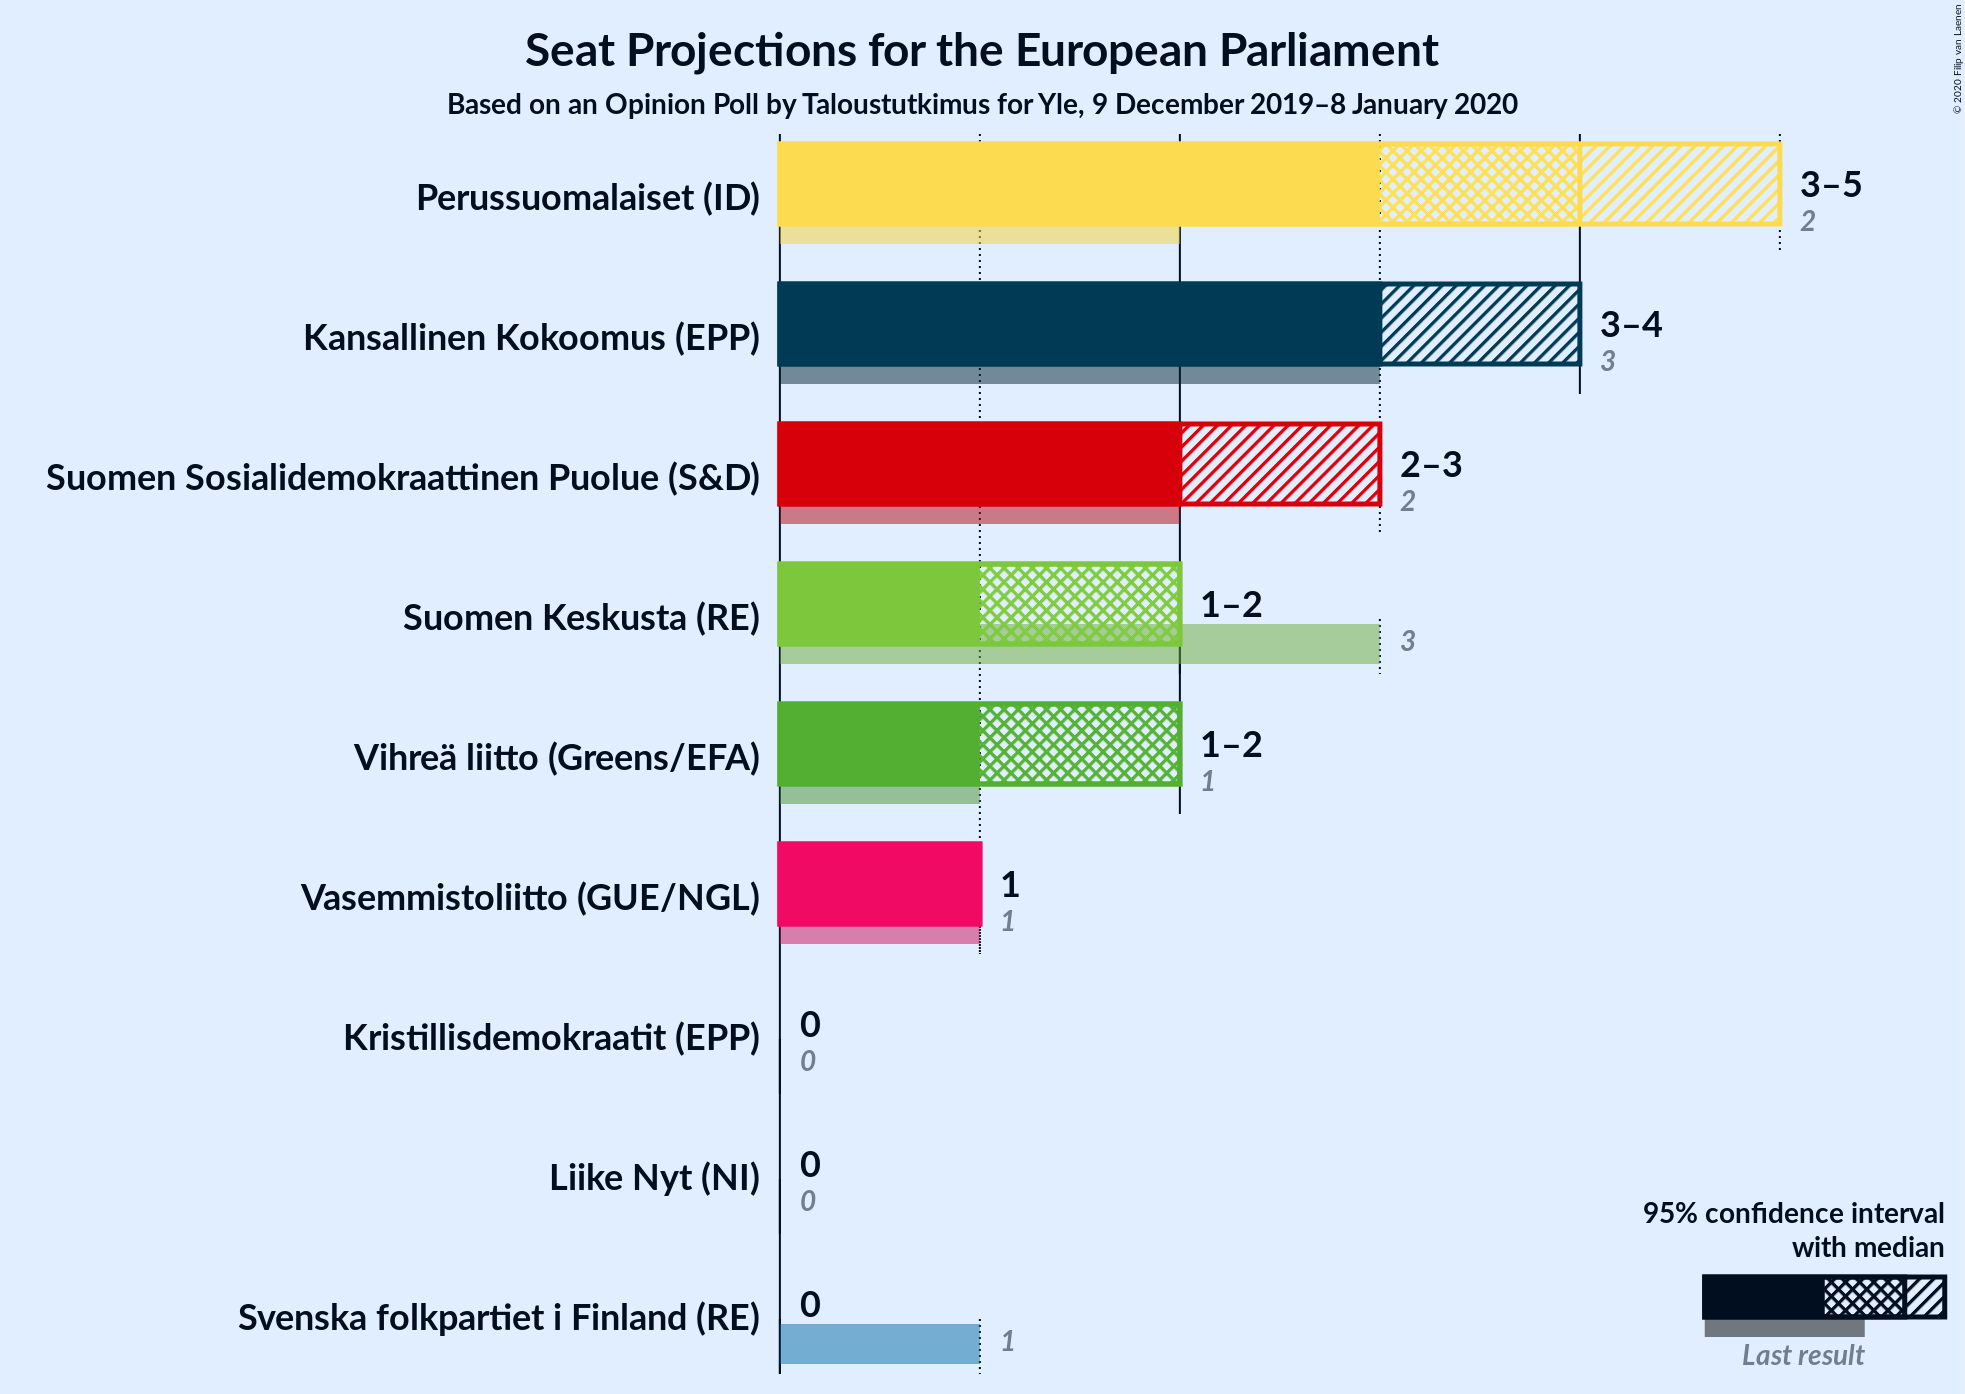 Seat Projections for the European Parliament
Based on an Opinion Poll by Taloustutkimus for Yle, 9 December 2019–8 January 2020
© 2020 Filip van Laenen
Perussuomalaiset (ID)
3–5
2
Kansallinen Kokoomus (EPP)
3–4
3
Suomen Sosialidemokraattinen Puolue (S&D)
2–3
2
Suomen Keskusta (RE)
1–2
3
Vihreä liitto (Greens/EFA)
1–2
1
Vasemmistoliitto (GUE/NGL)
1
1
Kristillisdemokraatit (EPP)
0
0
Liike Nyt (NI)
0
0
Svenska folkpartiet i Finland (RE)
0
1
95% confidence interval
with median
Last result